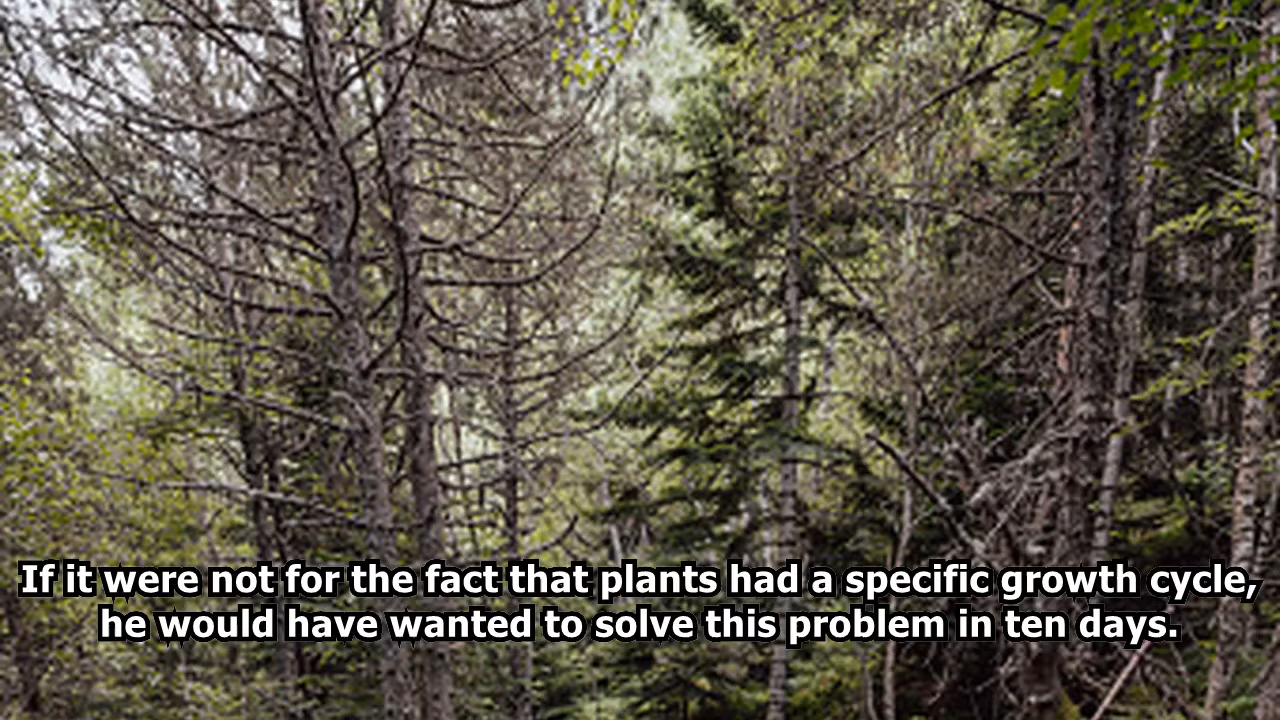 If it were not for the fact that plants had a specific growth cycle,
he would have wanted to solve this problem in ten days.